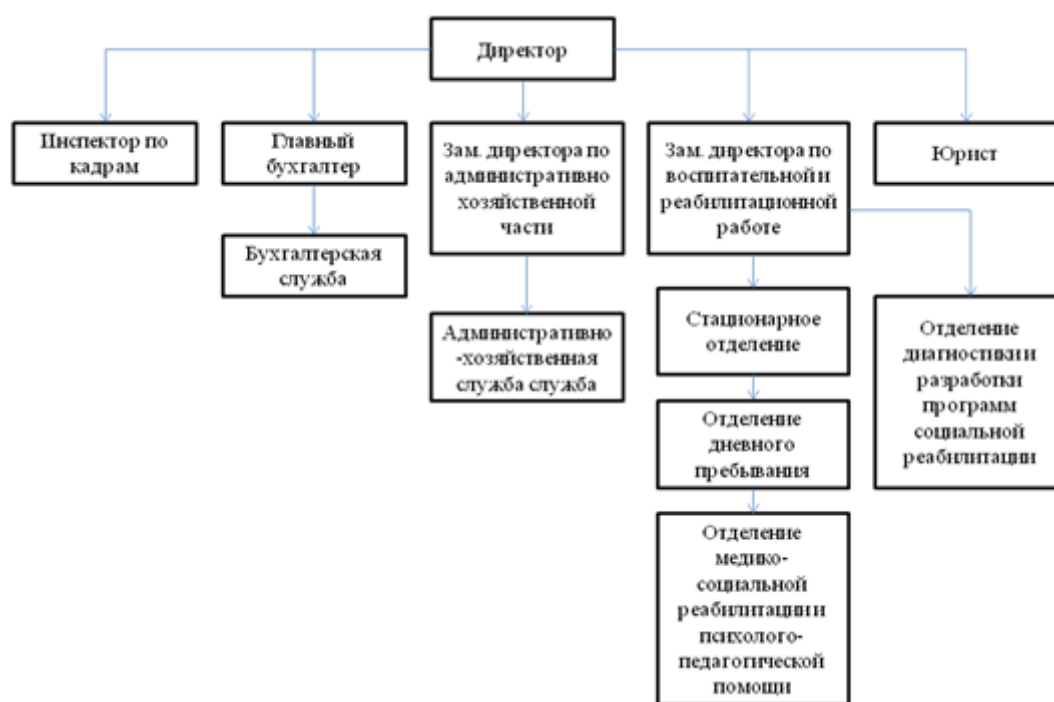 Директор
Инспектор по
кадрам
Главный
бухгалтер
Зам. директора по
административно
хозяйственной
части
Зам. директора по
воспитательной и
реабилитационной
работе
Юрист
Бухгалтерская
служба
Административно
-хозяйственная
служба служба
Стационарное
отделение
Отделение
диагностики и
разработки
программ
социальной
реабилитации
Отделение
дневного
пребывания
Отделение
медико-
социальной
реабилитации и
психолого-
педагогической
помощи